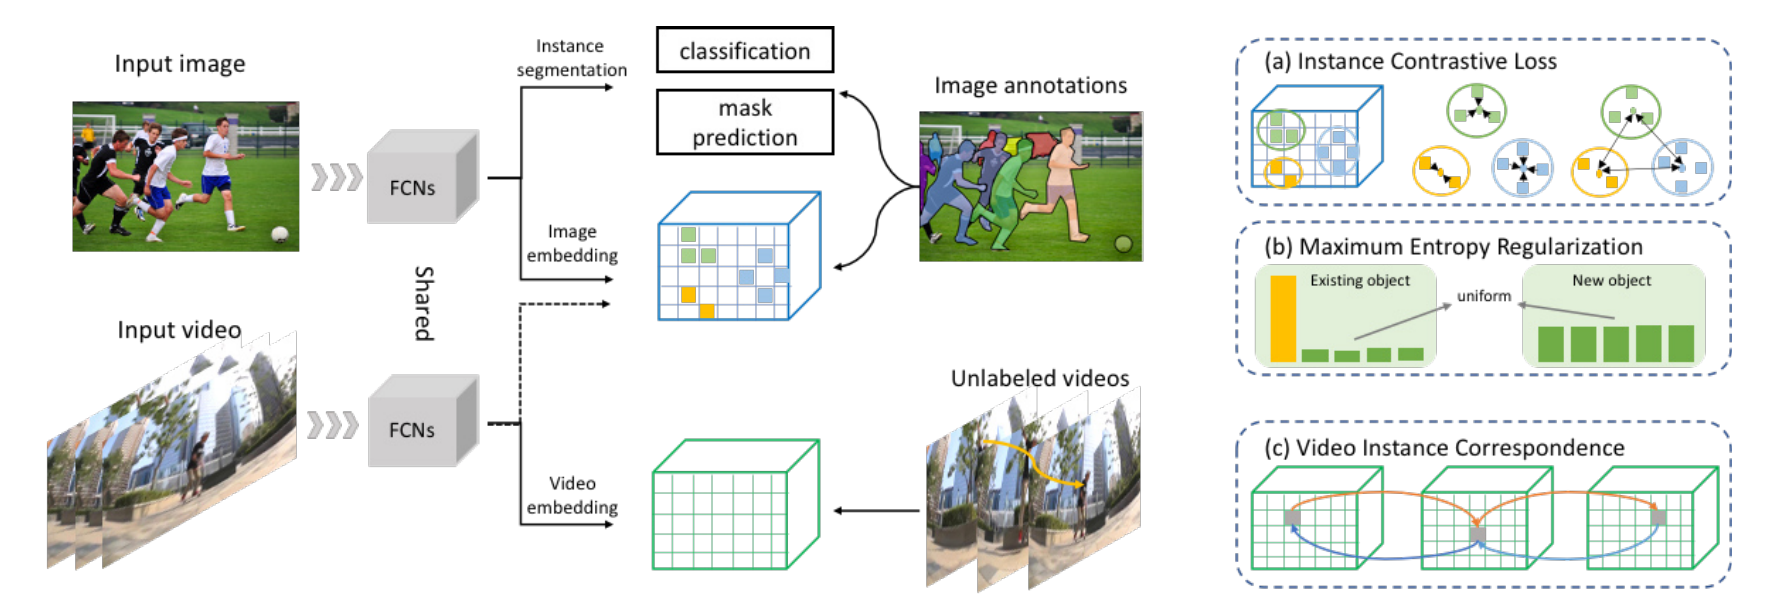 Input image
FCNs
Instance
segmentation
classification
mask
prediction
Image annotations
Image
embedding
Shared
Input video
FCNs
Video
embedding
Unlabeled videos
(a) Instance Contrastive Loss
(b) Maximum Entropy Regularization
Existing object
uniform
New object
(c) Video Instance Correspondence